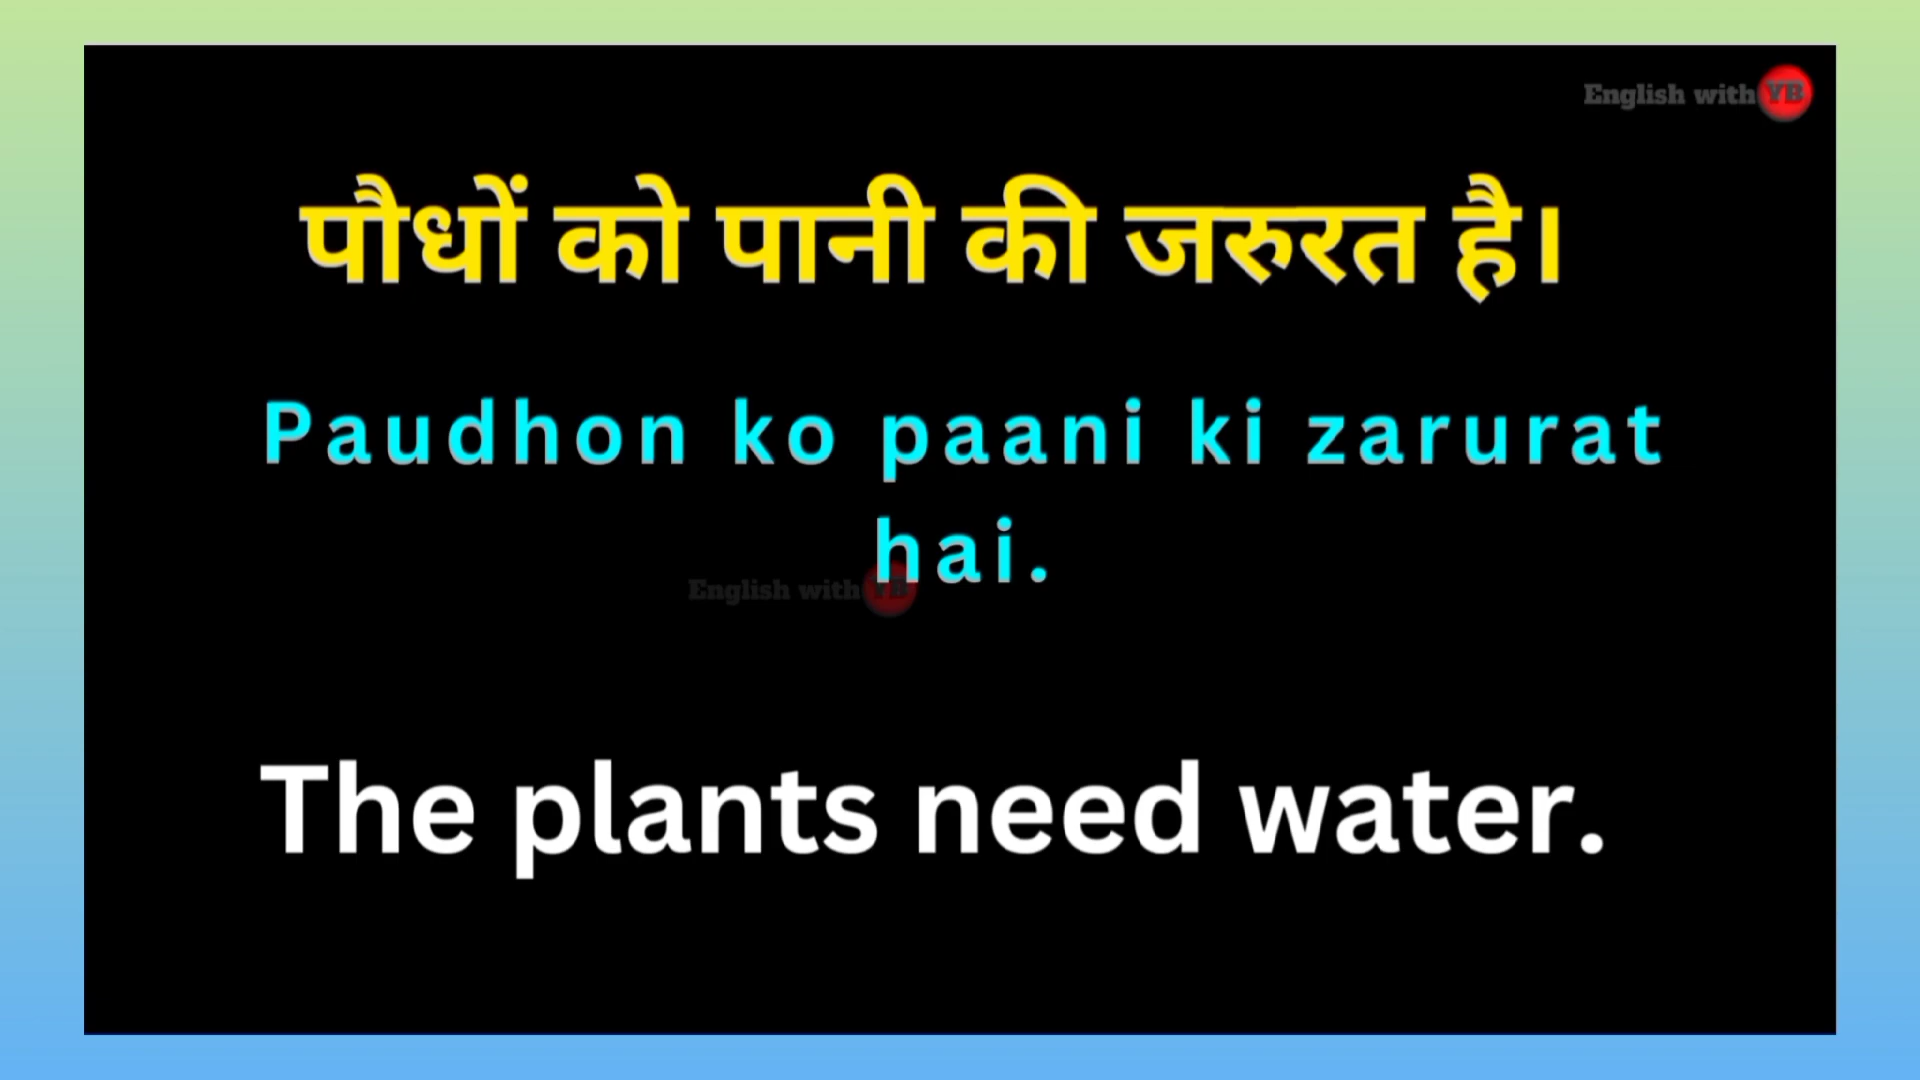 English with YB
पौधों को पानी की जरुरत है।
Paudhon ko paani ki zarurat
hai.
English with YB
The plants need water.